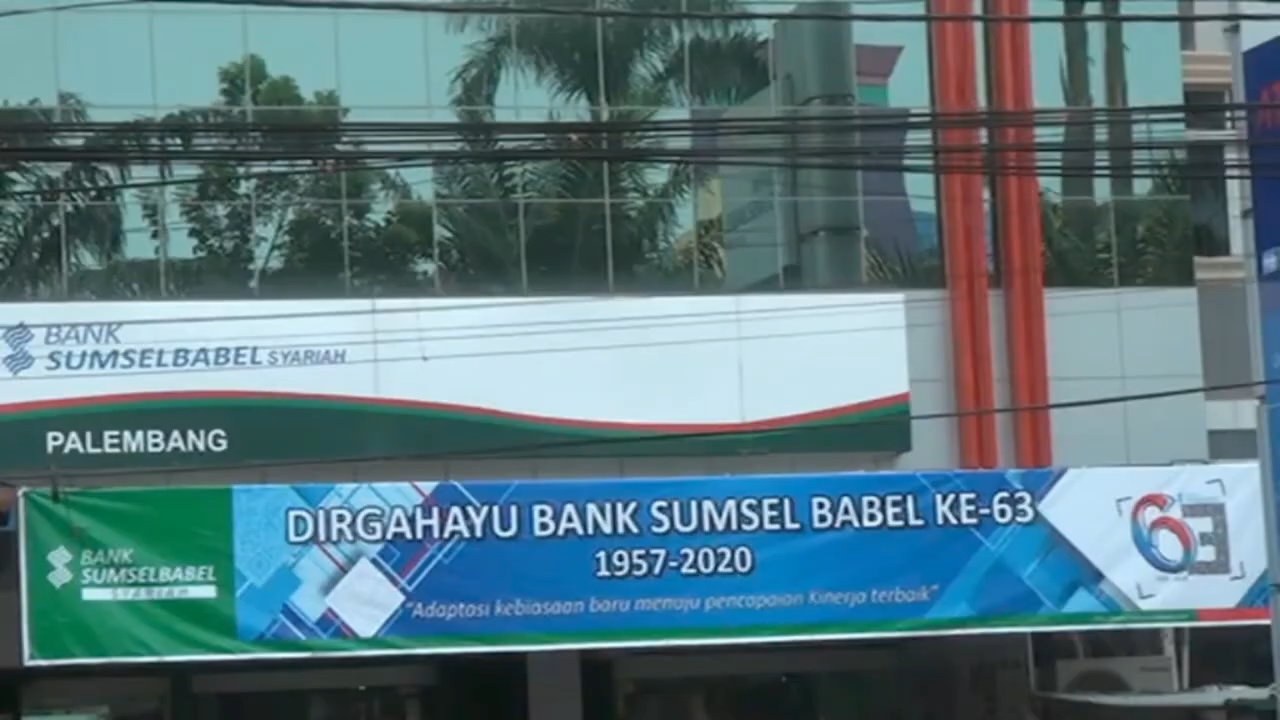 BANK
SUMSELBABEL SYARIAH
PALEMBANG
BANK
SUMSELBABEL
SYARIAH
DIRGAHAYU BANK SUMSEL BABEL KE-63
1957-2020
"Adaptasi kebiasaan baru menuju pencapaian Kinerja terbaik"
63